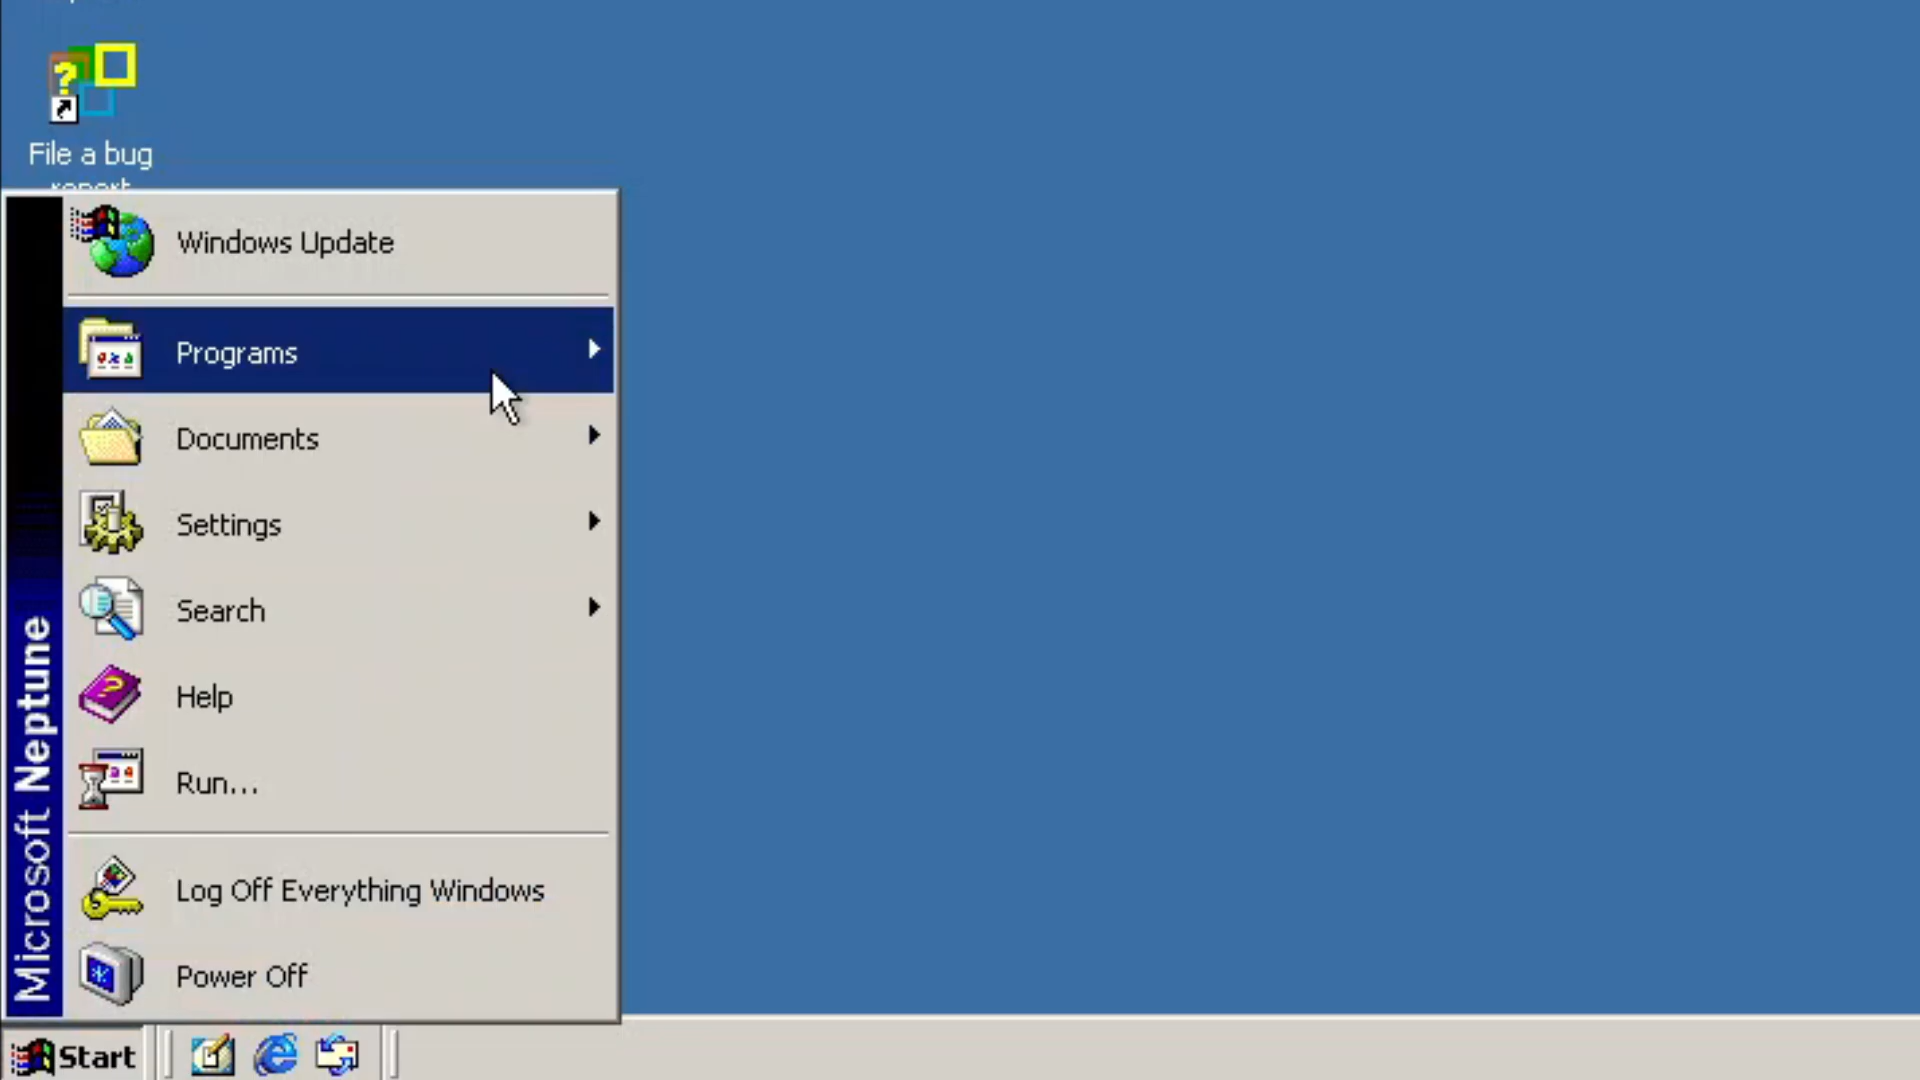 File a bug
report
Windows Update
Programs
Documents
Settings
Search
Help
Run...
Log Off Everything Windows
Power Off
Microsoft Neptune
Start